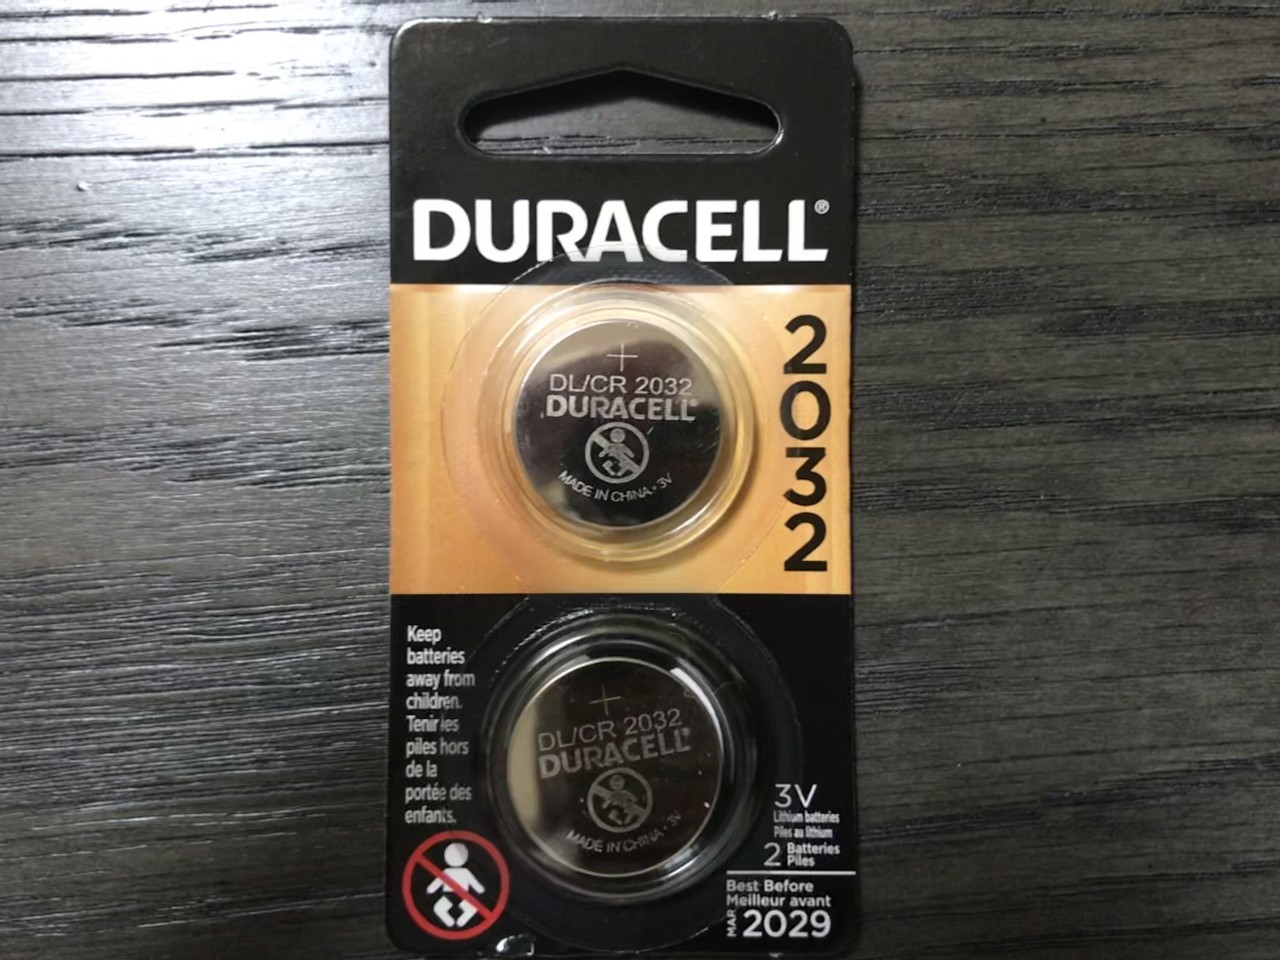 DURACELL®
2032
+
DL/CR 2032
DURACELL®
MADE IN CHINA • 3V
Keep
batteries
away from
children.
Tenir les
piles hors
de la
portée des
enfants.
+
DL/CR 2032
DURACELL®
MADE IN CHINA • 3V
3V
Lithium batteries
Piles au lithium
2 Batteries
Piles
Best Before
Meilleur avant
MAR 2029